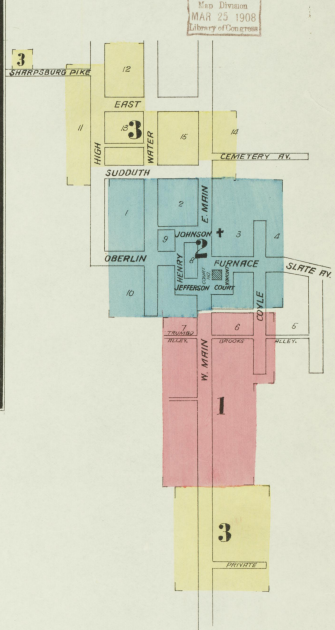 Map Division
MAR 25 1908
Library of Congress
3
SHARPSBURG PIKE
12
EAST
11
13
3
15
14
HIGH
WATER
CEMETERY AV.
SUDDUTH
1
2
E. MAIN
3
4
JOHNSON
9
2
OBERLIN
HENRY
8
FURNACE
SLATE AV.
10
JEFFERSON COURT
COYLE
7
6
5
ALLEY.
BROOKS
ALLEY.
W. MAIN
1
3
PRIVATE